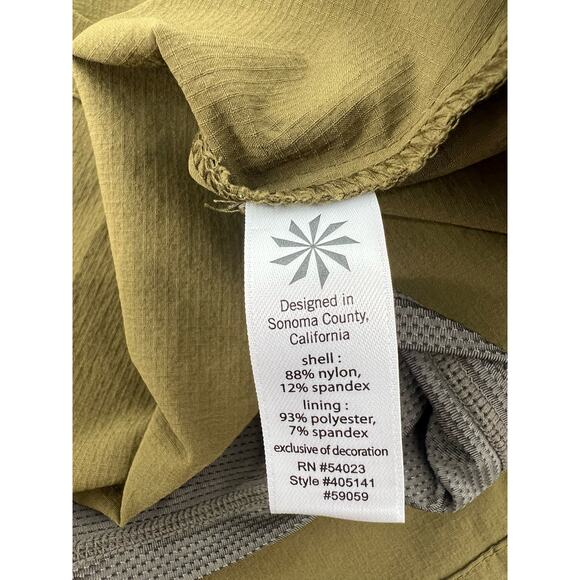 Designed in
Sonoma County,
California
shell :
88% nylon,
12% spandex
lining :
93% polyester,
7% spandex
exclusive of decoration
RN #54023
Style #405141
#59059